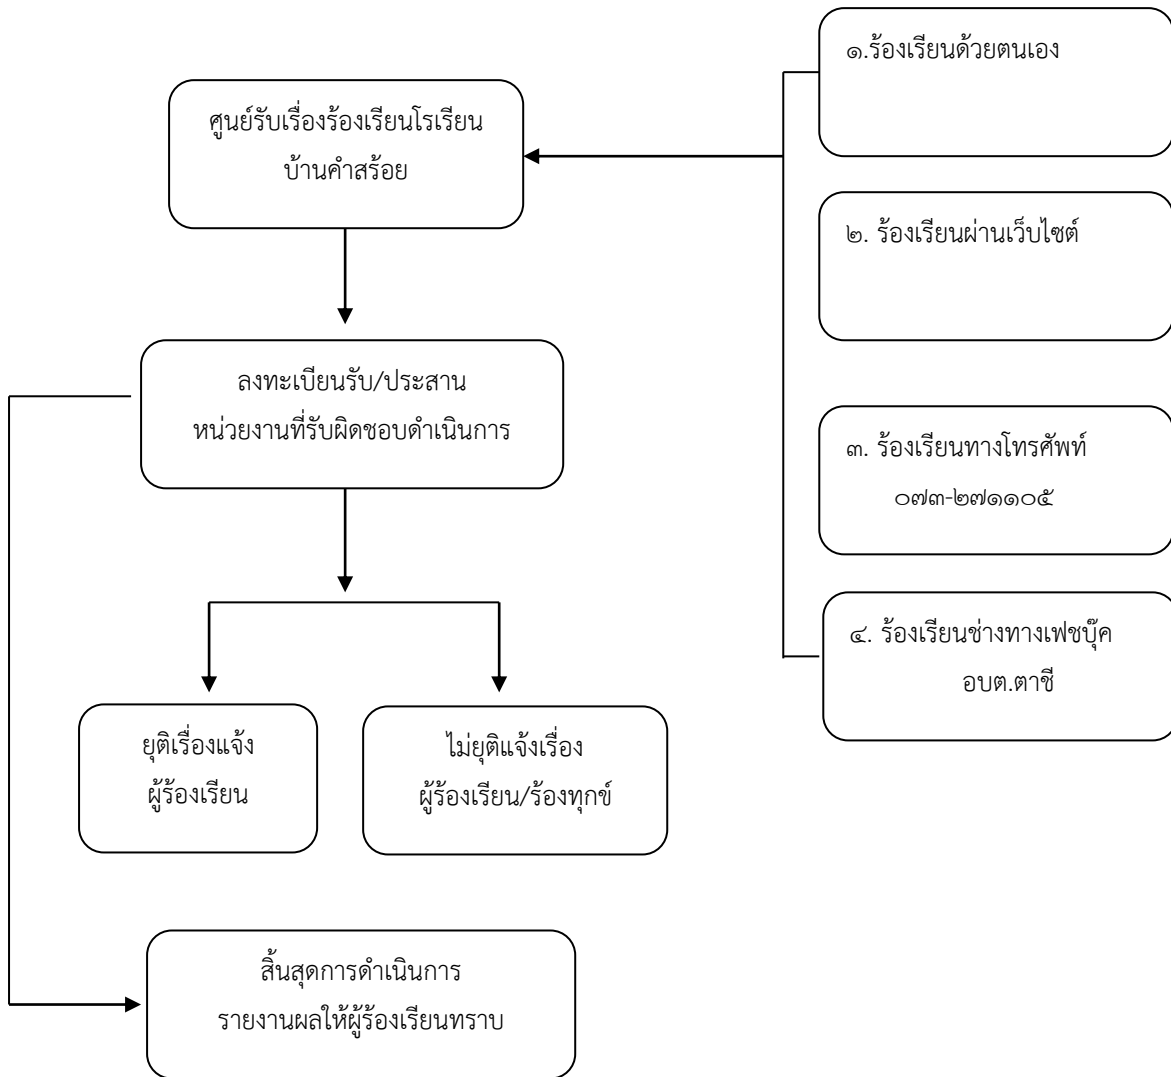 ๑.ร้องเรียนด้วยตนเอง
ศูนย์รับเรื่องร้องเรียนโรเรียน
บ้านคำสร้อย
๒. ร้องเรียนผ่านเว็บไซต์
ลงทะเบียนรับ/ประสาน
หน่วยงานที่รับผิดชอบดำเนินการ
๓. ร้องเรียนทางโทรศัพท์
๐๗๓-๒๗๑๑๐๕
๔. ร้องเรียนช่างทางเฟชบุ๊ค
อบต.ตาชี
ยุติเรื่องแจ้ง
ผู้ร้องเรียน
ไม่ยุติแจ้งเรื่อง
ผู้ร้องเรียน/ร้องทุกข์
สิ้นสุดการดำเนินการ
รายงานผลให้ผู้ร้องเรียนทราบ